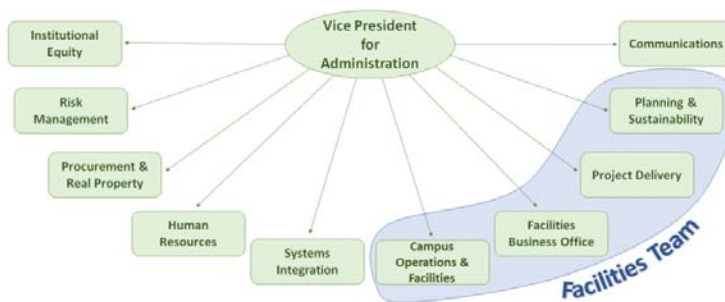 Vice President
for
Administration
Institutional
Equity
Communications
Risk
Management
Planning &
Sustainability
Procurement &
Real Property
Project Delivery
Human
Resources
Facilities
Business Office
Systems
Integration
Campus
Operations &
Facilities
Facilities Team